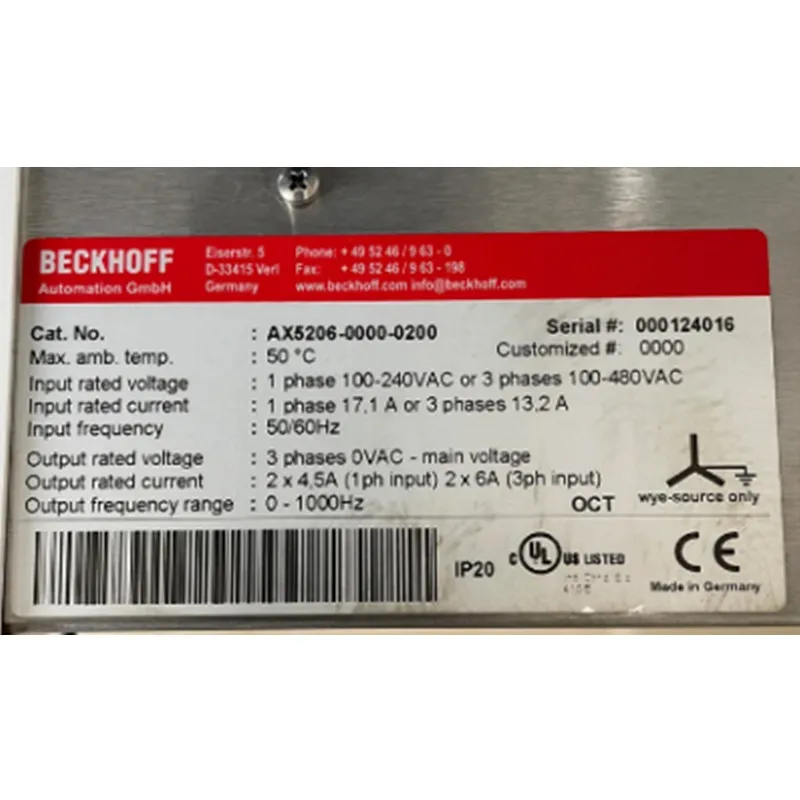 BECKHOFF
Automation GmbH
Eiserstr. 5
D-33415 Verl
Germany
Phone: + 49 52 46 / 9 63 - 0
Fax: + 49 52 46 / 9 63 - 198
www.beckhoff.com info@beckhoff.com
Cat. No. : AX5206-0000-0200
Serial #: 000124016
Max. amb. temp. : 50 °C
Customized #: 0000
Input rated voltage : 1 phase 100-240VAC or 3 phases 100-480VAC
Input rated current : 1 phase 17,1 A or 3 phases 13,2 A
Input frequency : 50/60Hz
Output rated voltage : 3 phases 0VAC - main voltage
Output rated current : 2 x 4,5A (1ph input) 2 x 6A (3ph input)
Output frequency range : 0 - 1000Hz
OCT
wye-source only
IP20
c UL US LISTED
CE
Made in Germany